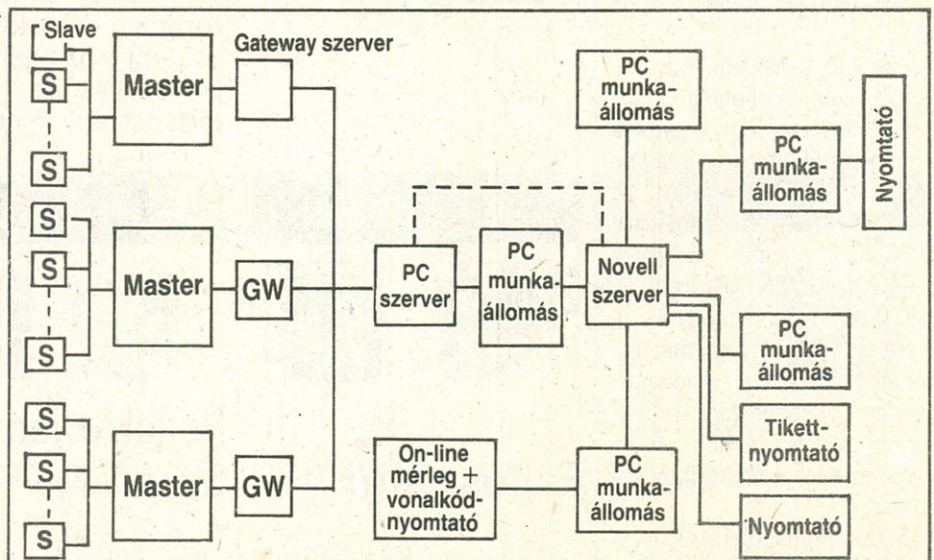 Slave
Gateway szerver
S
S
Master
PC
munka-
állomás
PC
munka-
állomás
Nyomtató
S
S
S
Master
GW
PC
szerver
PC
munka-
állomás
Novell
szerver
PC
munka-
állomás
S
S
S
Master
GW
On-line
mérleg +
vonalkód-
nyomtató
PC
munka-
állomás
Tikett-
nyomtató
Nyomtató